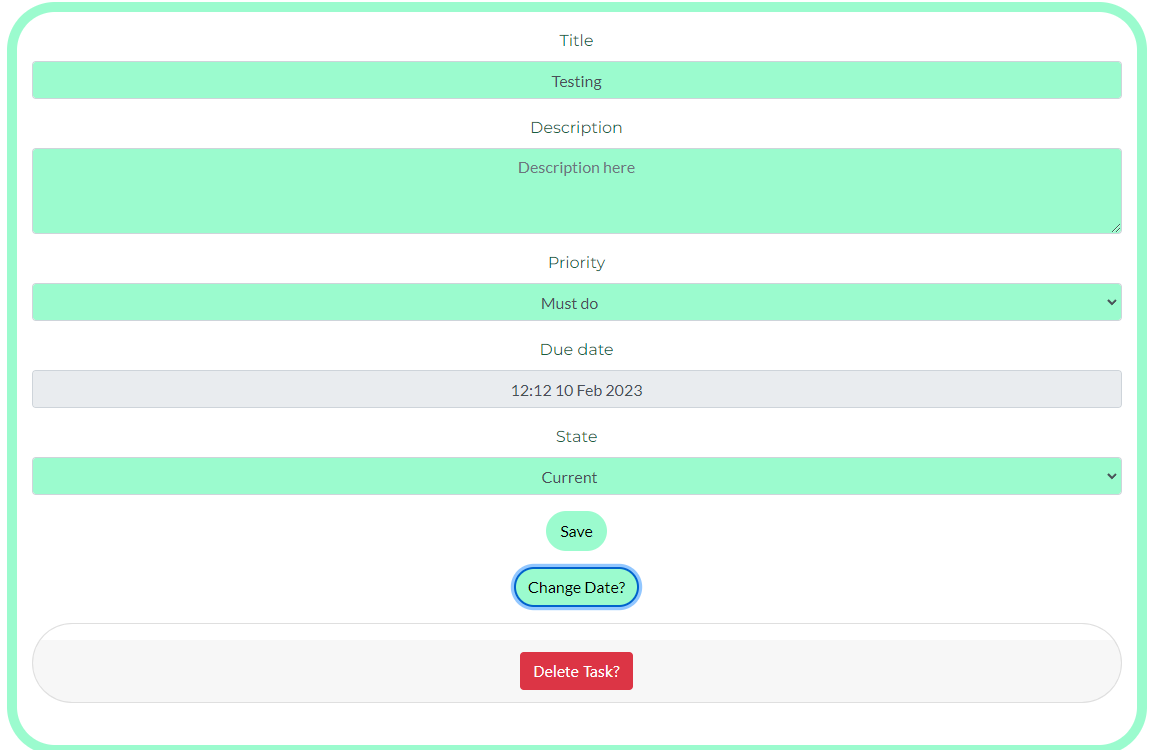 Title
Testing
Description
Description here
Priority
Must do
Due date
12:12 10 Feb 2023
State
Current
Save
Change Date?
Delete Task?